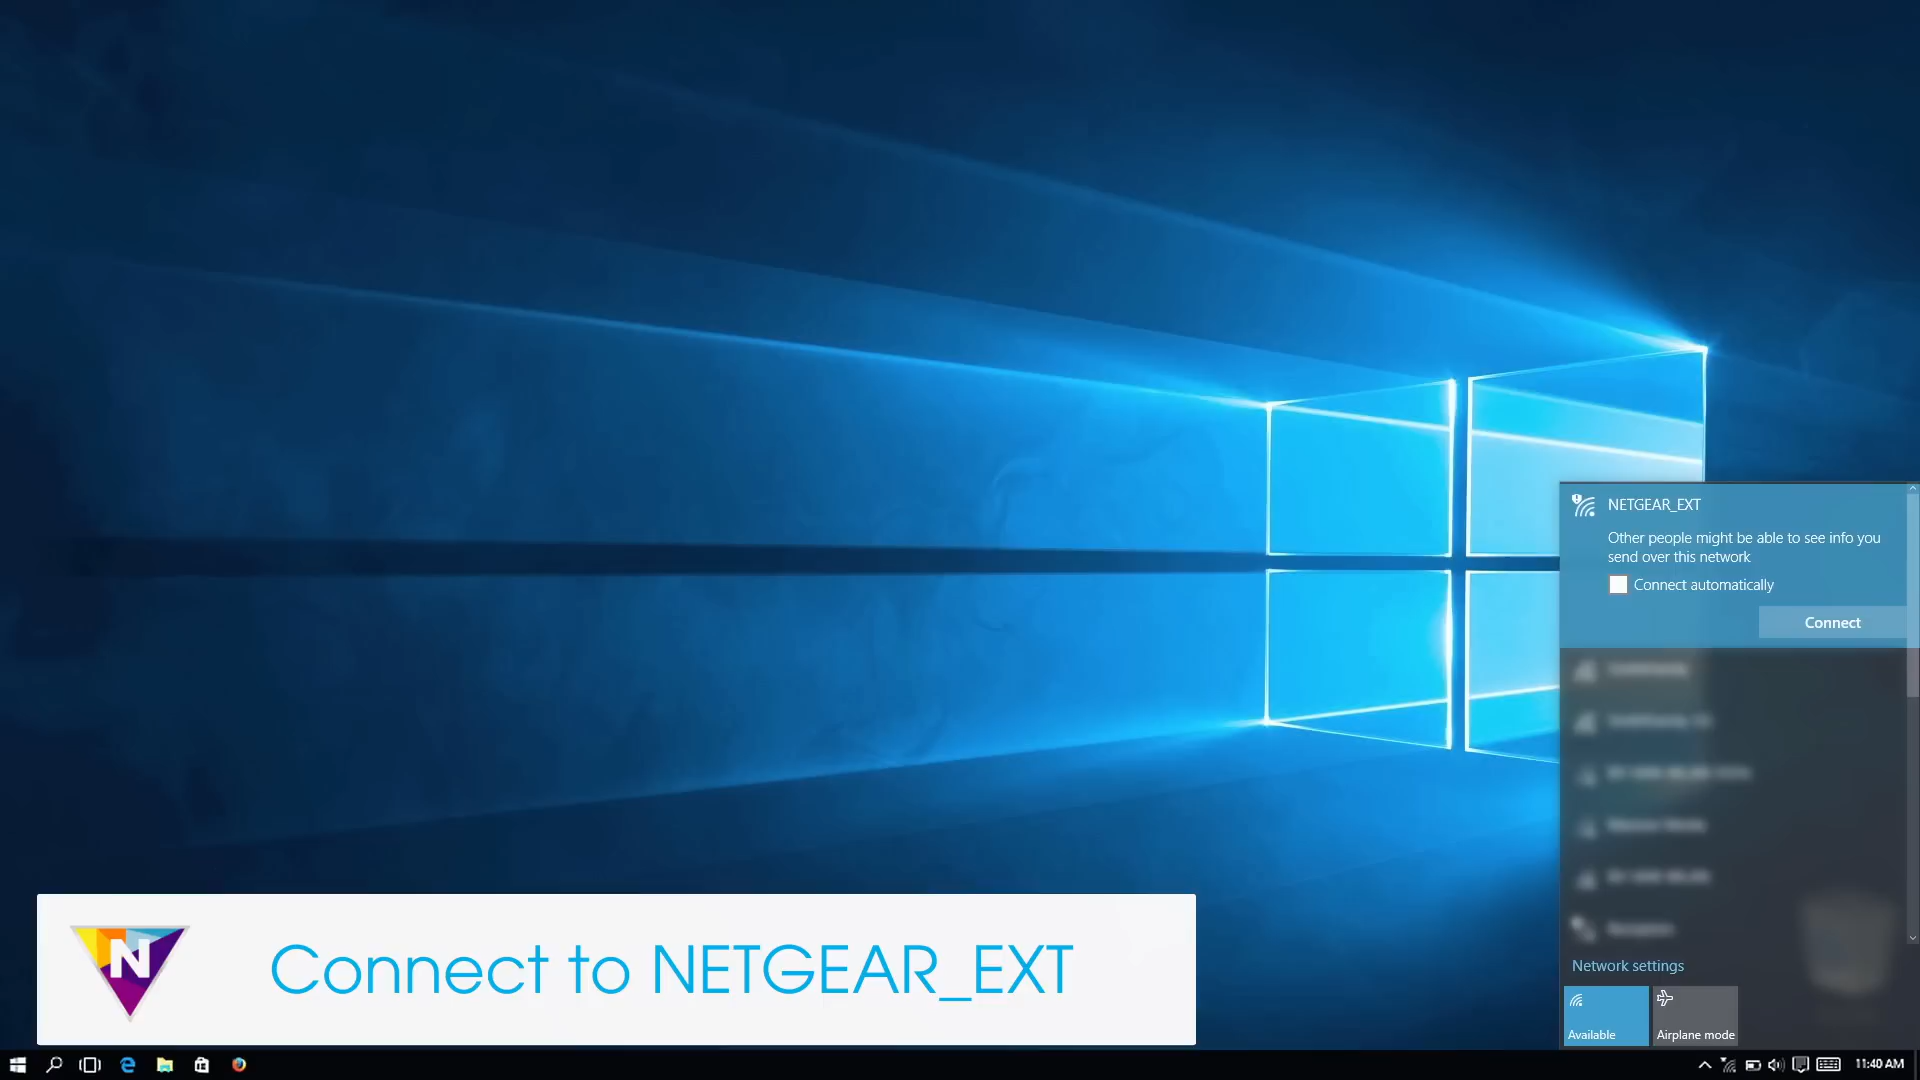 NETGEAR_EXT
Other people might be able to see info you
send over this network
Connect automatically
Connect
Network settings
Available
Airplane mode
N
Connect to NETGEAR_EXT
11:40 AM